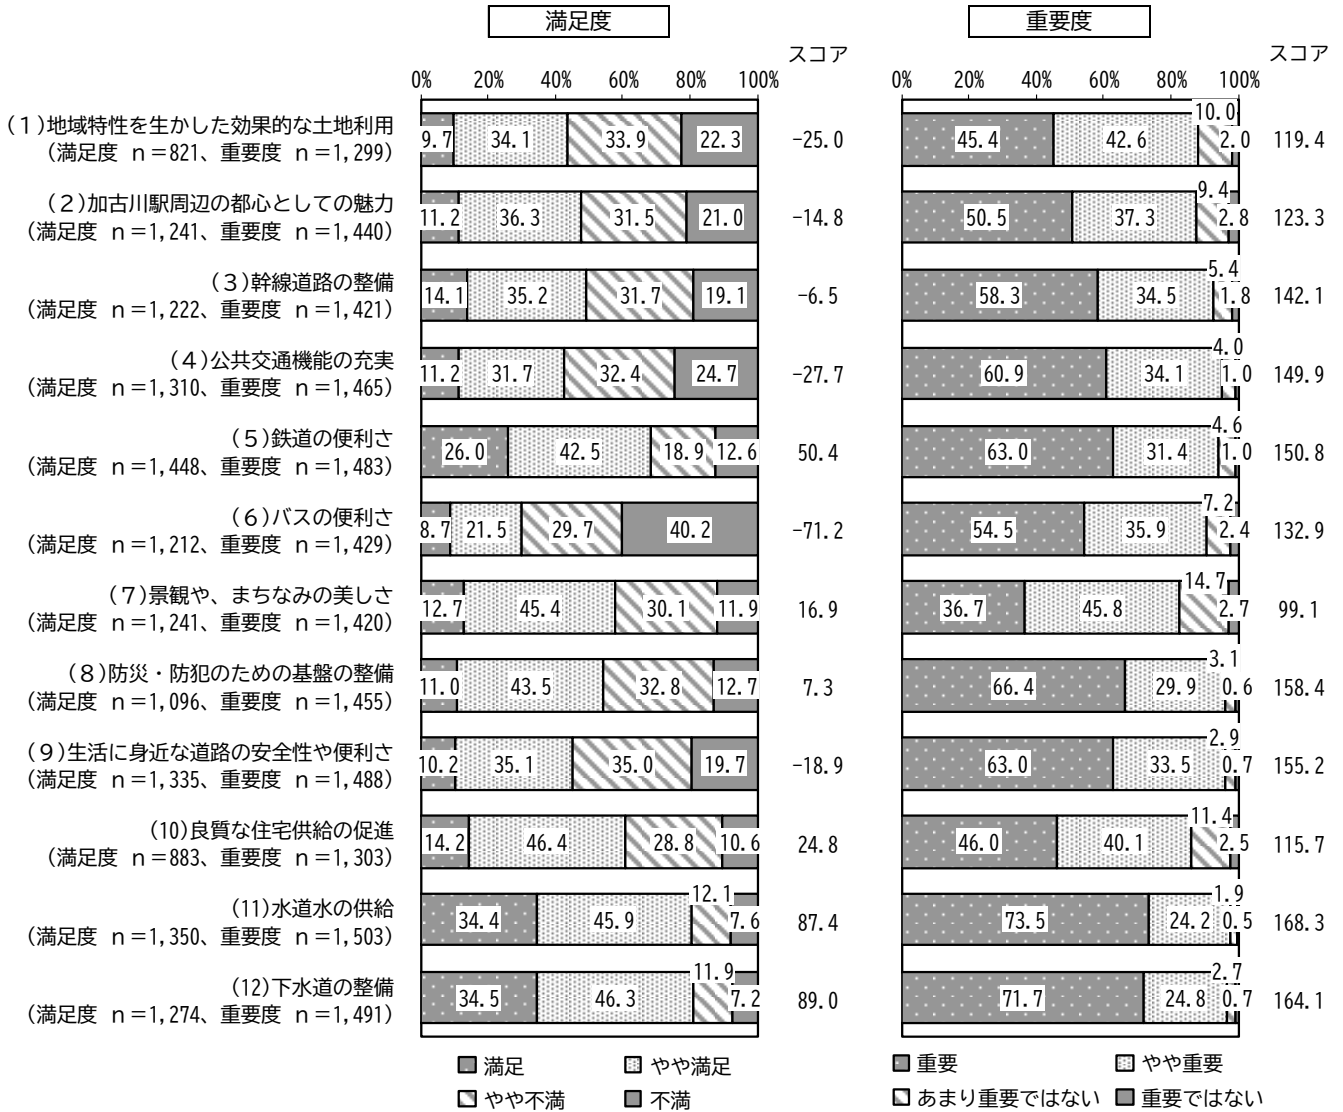 満足度 重要度
スコア スコア
0% 20% 40% 60% 80% 100% 0% 20% 40% 60% 80% 100%
(1)地域特性を生かした効果的な土地利用
(満足度 n=821、重要度 n=1,299)
9.7 34.1 33.9 22.3 -25.0 45.4 42.6 10.0 2.0 119.4
(2)加古川駅周辺の都心としての魅力
(満足度 n=1,241、重要度 n=1,440)
11.2 36.3 31.5 21.0 -14.8 50.5 37.3 9.4 2.8 123.3
(3)幹線道路の整備
(満足度 n=1,222、重要度 n=1,421)
14.1 35.2 31.7 19.1 -6.5 58.3 34.5 5.4 1.8 142.1
(4)公共交通機能の充実
(満足度 n=1,310、重要度 n=1,465)
11.2 31.7 32.4 24.7 -27.7 60.9 34.1 4.0 1.0 149.9
(5)鉄道の便利さ
(満足度 n=1,448、重要度 n=1,483)
26.0 42.5 18.9 12.6 50.4 63.0 31.4 4.6 1.0 150.8
(6)バスの便利さ
(満足度 n=1,212、重要度 n=1,429)
8.7 21.5 29.7 40.2 -71.2 54.5 35.9 7.2 2.4 132.9
(7)景観や、まちなみの美しさ
(満足度 n=1,241、重要度 n=1,420)
12.7 45.4 30.1 11.9 16.9 36.7 45.8 14.7 2.7 99.1
(8)防災・防犯のための基盤の整備
(満足度 n=1,096、重要度 n=1,455)
11.0 43.5 32.8 12.7 7.3 66.4 29.9 3.1 0.6 158.4
(9)生活に身近な道路の安全性や便利さ
(満足度 n=1,335、重要度 n=1,488)
10.2 35.1 35.0 19.7 -18.9 63.0 33.5 2.9 0.7 155.2
(10)良質な住宅供給の促進
(満足度 n=883、重要度 n=1,303)
14.2 46.4 28.8 10.6 24.8 46.0 40.1 11.4 2.5 115.7
(11)水道水の供給
(満足度 n=1,350、重要度 n=1,503)
34.4 45.9 12.1 7.6 87.4 73.5 24.2 1.9 0.5 168.3
(12)下水道の整備
(満足度 n=1,274、重要度 n=1,491)
34.5 46.3 11.9 7.2 89.0 71.7 24.8 2.7 0.7 164.1
満足 やや満足 重要 やや重要
やや不満 不満 あまり重要ではない 重要ではない